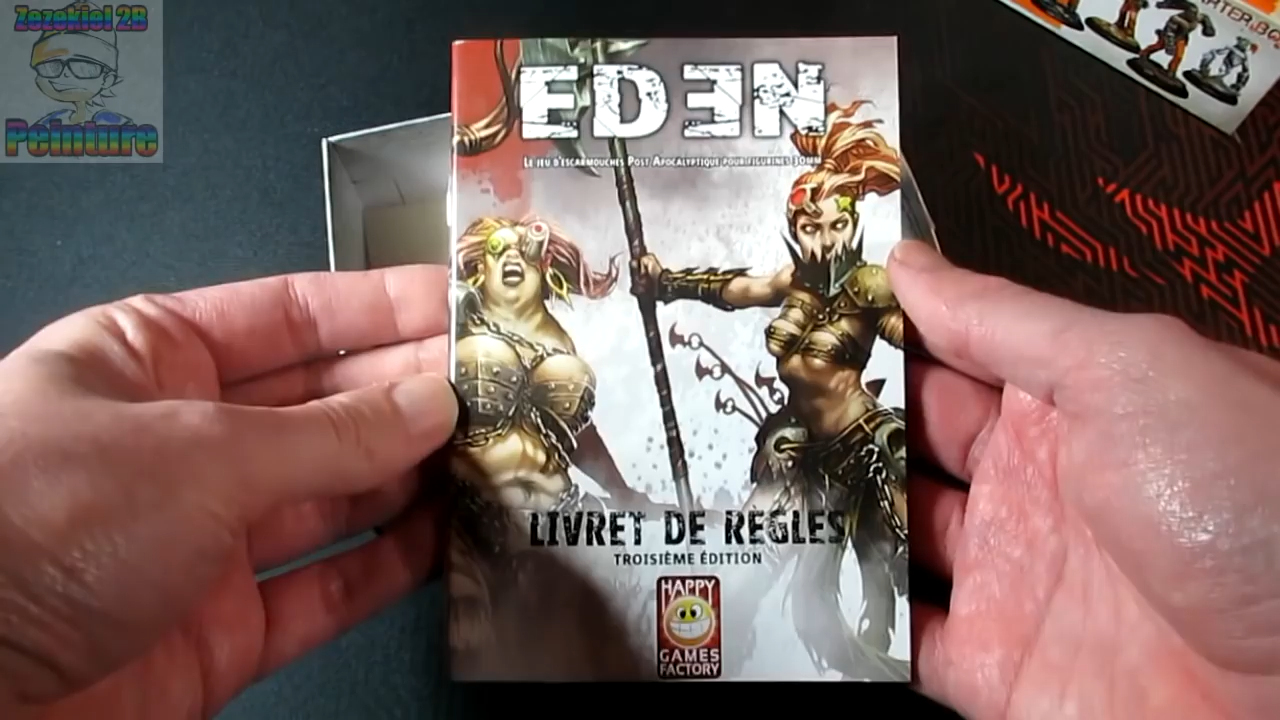 Zezekiel 2B
Peinture
EDEN
Le jeu d'escarmouches Post Apocalyptique pour figurines 30mm
LIVRET DE REGLES
TROISIÈME ÉDITION
HAPPY
GAMES
FACTORY